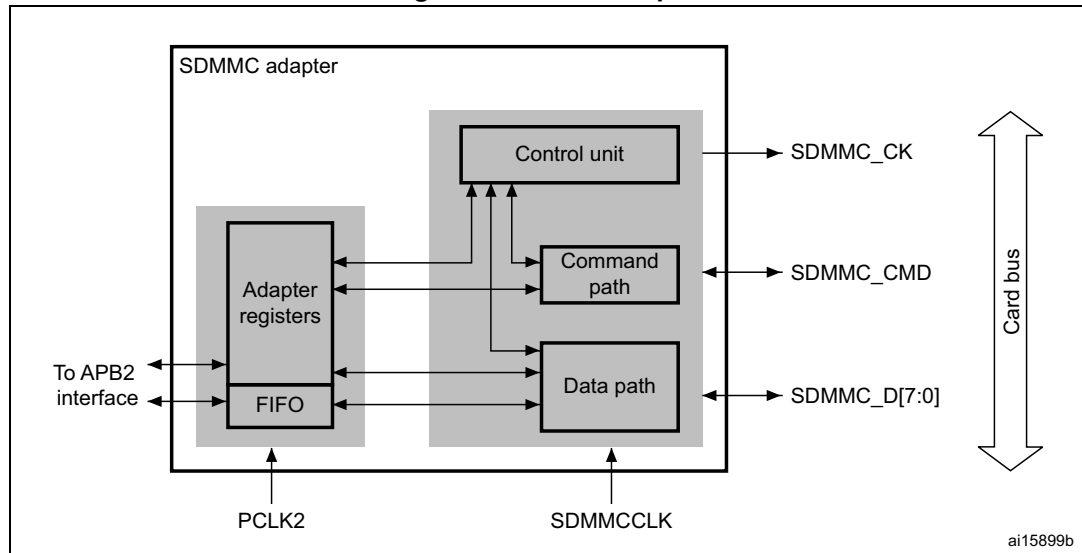 SDMMC adapter
Control unit
SDMMC_CK
Command
path
SDMMC_CMD
Adapter
registers
Card bus
To APB2
interface
FIFO
Data path
SDMMC_D[7:0]
PCLK2
SDMMCCLK
ai15899b